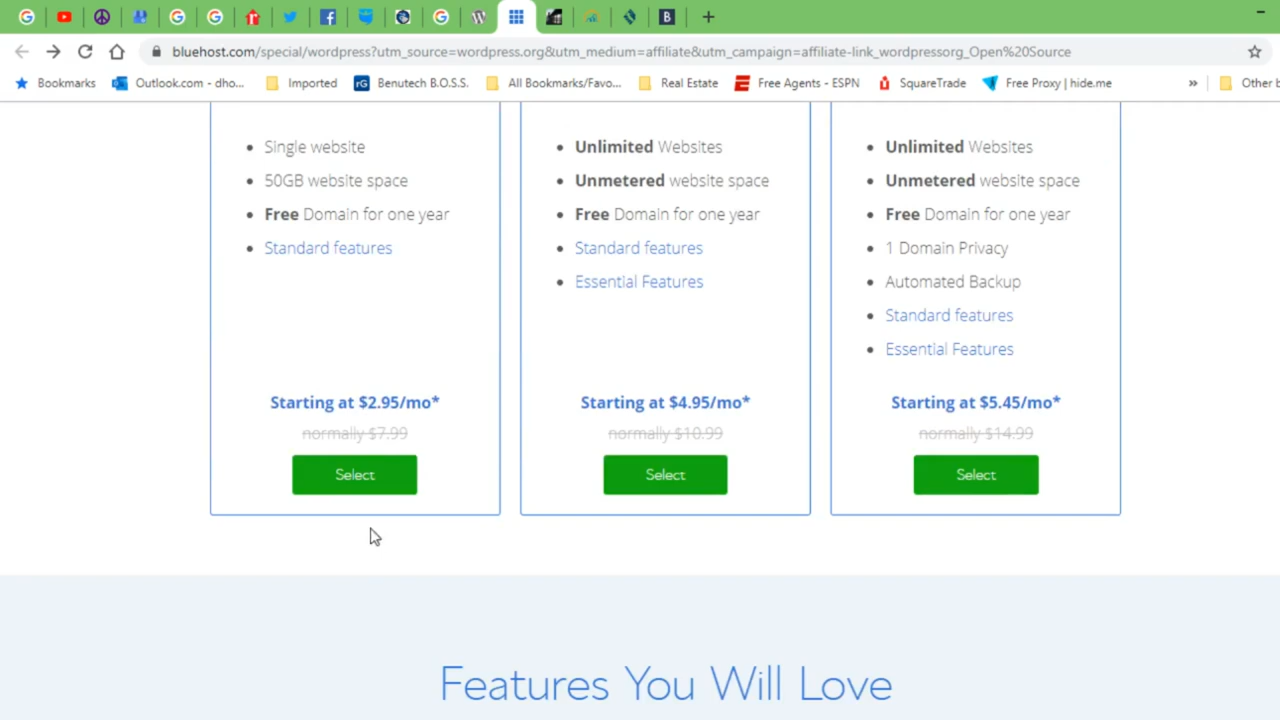 bluehost.com/special/wordpress?utm_source=wordpress.org&utm_medium=affiliate&utm_campaign=affiliate-link_wordpressorg_Open%20Source
Bookmarks Outlook.com - dho... Imported rG Benutech B.O.S.S. All Bookmarks/Favo... Real Estate Free Agents - ESPN SquareTrade Free Proxy | hide.me » Other b
Single website
50GB website space
Free Domain for one year
Standard features
Starting at $2.95/mo*
normally $7.99
Select
Unlimited Websites
Unmetered website space
Free Domain for one year
Standard features
Essential Features
Starting at $4.95/mo*
normally $10.99
Select
Unlimited Websites
Unmetered website space
Free Domain for one year
1 Domain Privacy
Automated Backup
Standard features
Essential Features
Starting at $5.45/mo*
normally $14.99
Select
Features You Will Love